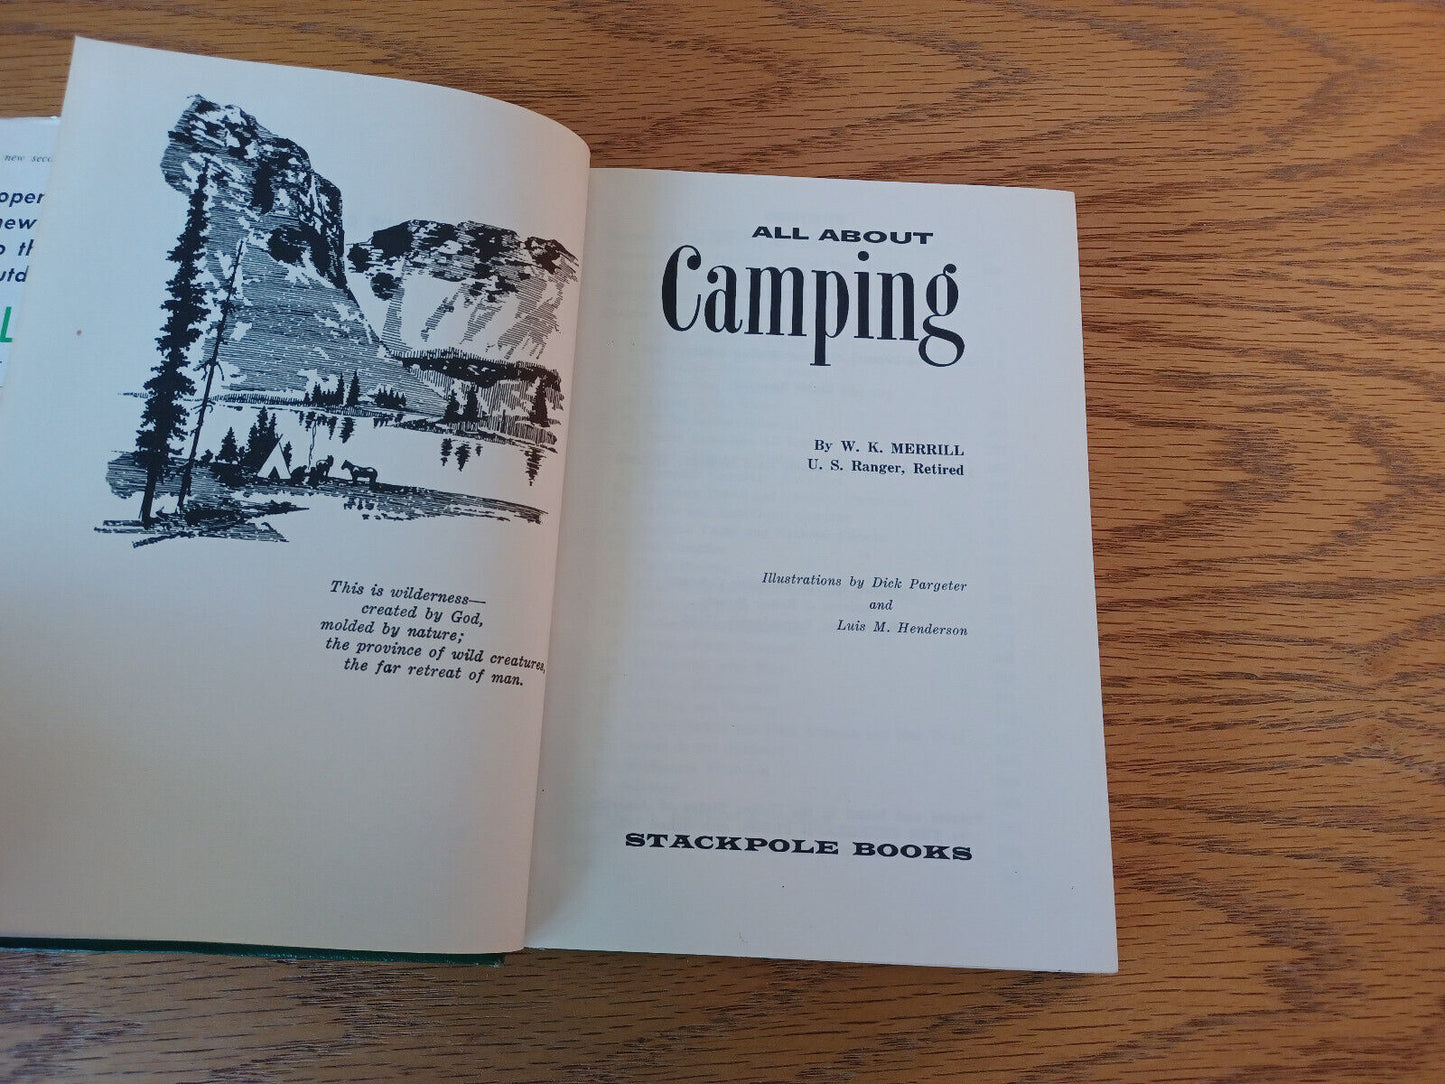 new
This is wilderness—
created by God,
molded by nature;
the province of wild creatures,
the far retreat of man.
ALL ABOUT
Camping
By W. K. MERRILL
U. S. Ranger, Retired
Illustrations by Dick Pargeter
and
Luis M. Henderson
STACKPOLE BOOKS